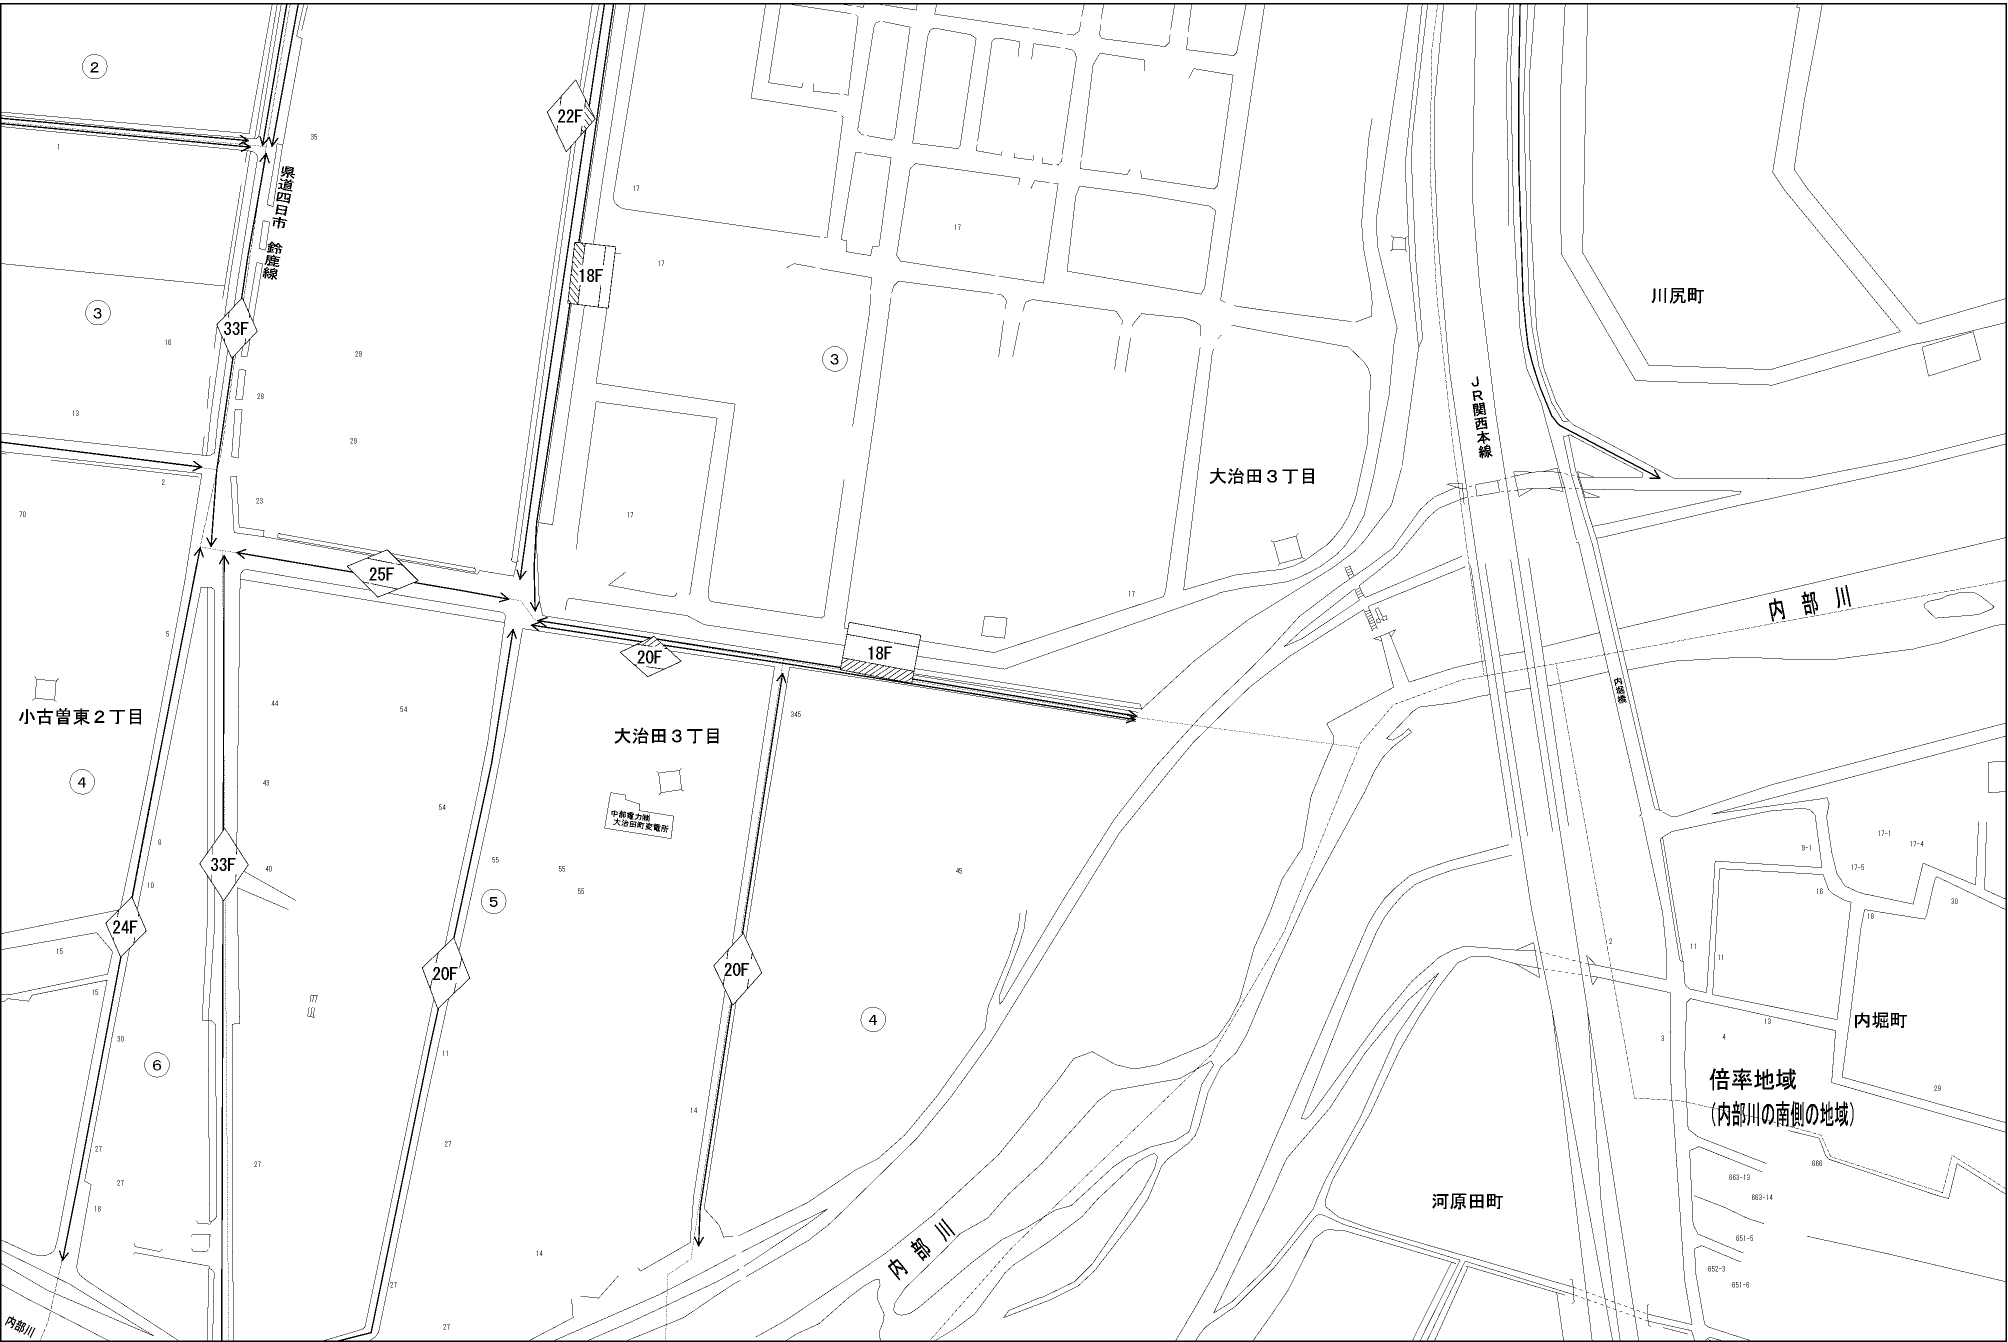 2
22F
1
35
県道四日市 鈴鹿線
17
17
17
18F
川尻町
3
33F
16
29
3
28
JR関西本線
13
29
大治田3丁目
2
23
70
17
25F
17
内部川
5
20F
18F
内堀橋
小古曽東2丁目
44
54
345
大治田3丁目
4
43
54
中部電力㈱
大治田町変電所
9
33F
40
55
55
55
45
9-1
17-1
17-4
17-5
16
10
5
18
30
24F
15
2
11
11
20F
20F
15
177
4
内堀町
13
30
6
11
3
4
倍率地域
(内部川の南側の地域)
29
14
27
27
27
666
27
18
663-13
663-14
河原田町
内部川
14
651-5
652-3
651-6
27
27
内部川